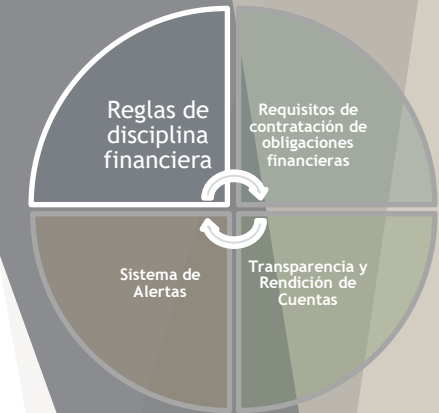 Reglas de
disciplina
financiera
Requisitos de
contratación de
obligaciones
financieras
Sistema de
Alertas
Transparencia y
Rendición de
Cuentas